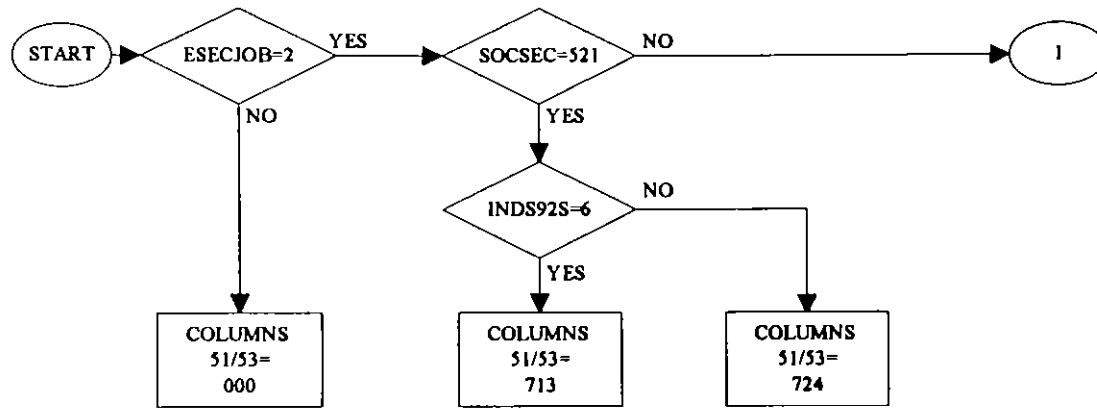 START
ESECJOB=2
YES
SOCSEC=521
NO
1
NO
YES
INDS92S=6
NO
YES
COLUMNS
51/53=
000
COLUMNS
51/53=
713
COLUMNS
51/53=
724